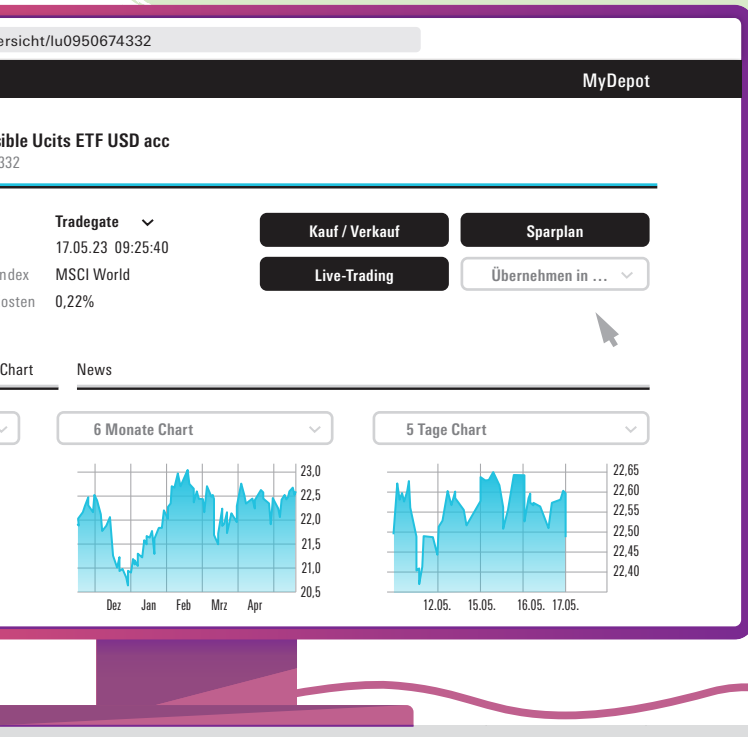 ersicht/lu0950674332
MyDepot
sible Ucits ETF USD acc
332
Tradegate
Kauf / Verkauf
Sparplan
17.05.23 09:25:40
ndex MSCI World
Live-Trading
Übernehmen in ...
osten 0,22%
Chart
News
6 Monate Chart
5 Tage Chart
23,0
22,5
22,0
21,5
21,0
20,5
Dez Jan Feb Mrz Apr
22,65
22,60
22,55
22,50
22,45
22,40
12.05. 15.05. 16.05. 17.05.